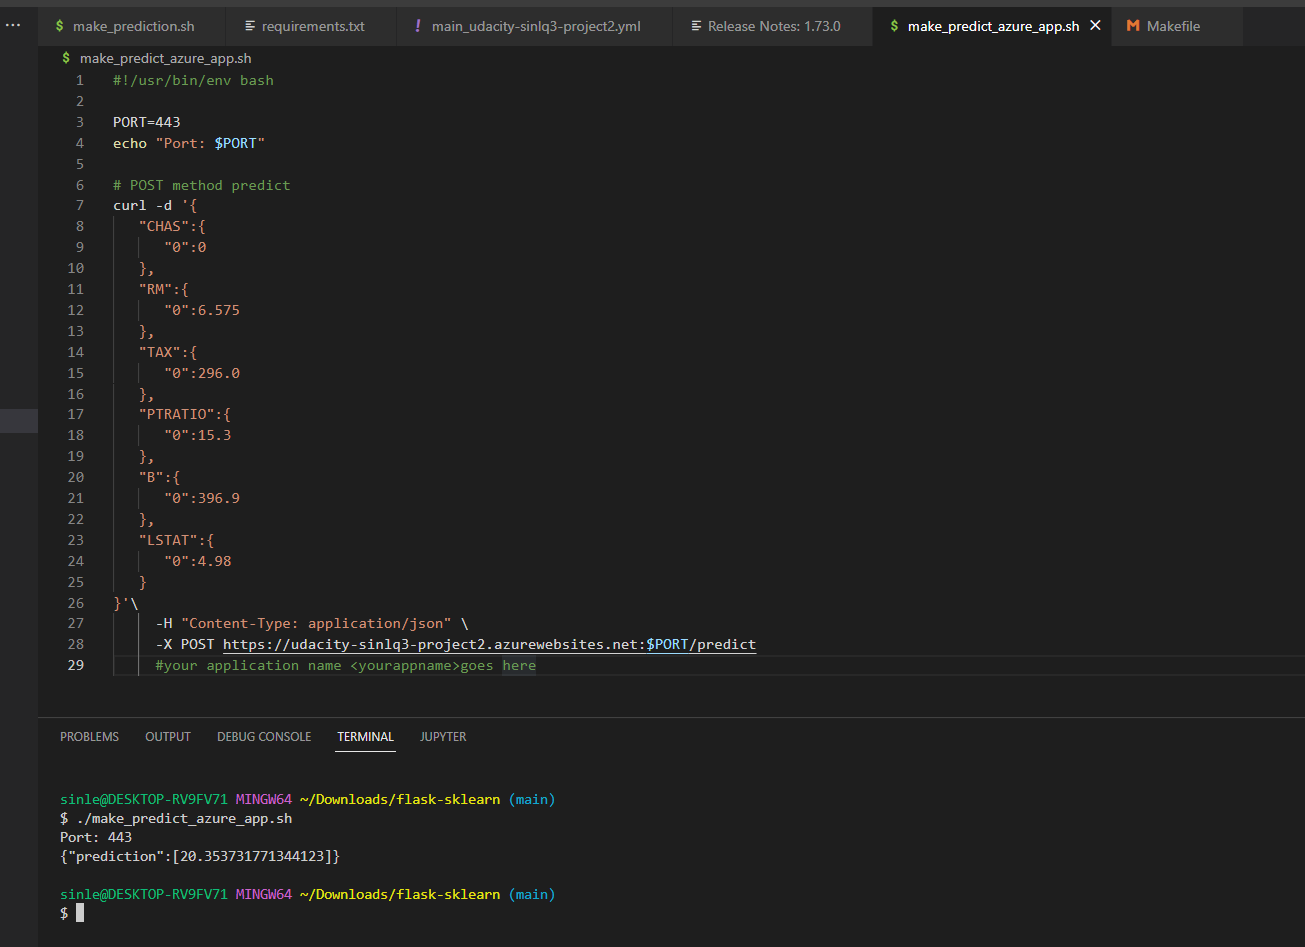 ··· $ make_prediction.sh requirements.txt ! main_udacity-sinlq3-project2.yml Release Notes: 1.73.0 $ make_predict_azure_app.sh × M Makefile
$ make_predict_azure_app.sh
1 #!/usr/bin/env bash
2
3 PORT=443
4 echo "Port: $PORT"
5
6 # POST method predict
7 curl -d '{
8 "CHAS":{
9 "0":0
10 },
11 "RM":{
12 "0":6.575
13 },
14 "TAX":{
15 "0":296.0
16 },
17 "PTRATIO":{
18 "0":15.3
19 },
20 "B":{
21 "0":396.9
22 },
23 "LSTAT":{
24 "0":4.98
25 }
26 }'\
27 -H "Content-Type: application/json" \
28 -X POST https://udacity-sinlq3-project2.azurewebsites.net:$PORT/predict
29 #your application name <yourappname>goes here
PROBLEMS OUTPUT DEBUG CONSOLE TERMINAL JUPYTER
sinle@DESKTOP-RV9FV71 MINGW64 ~/Downloads/flask-sklearn (main)
$ ./make_predict_azure_app.sh
Port: 443
{"prediction":[20.353731771344123]}
sinle@DESKTOP-RV9FV71 MINGW64 ~/Downloads/flask-sklearn (main)
$